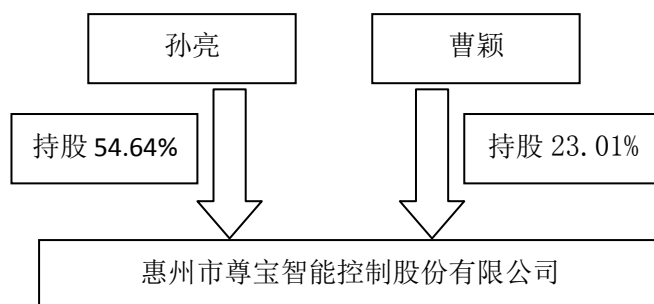 孙亮
曹颖
持股 54.64%
持股 23.01%
惠州市尊宝智能控制股份有限公司